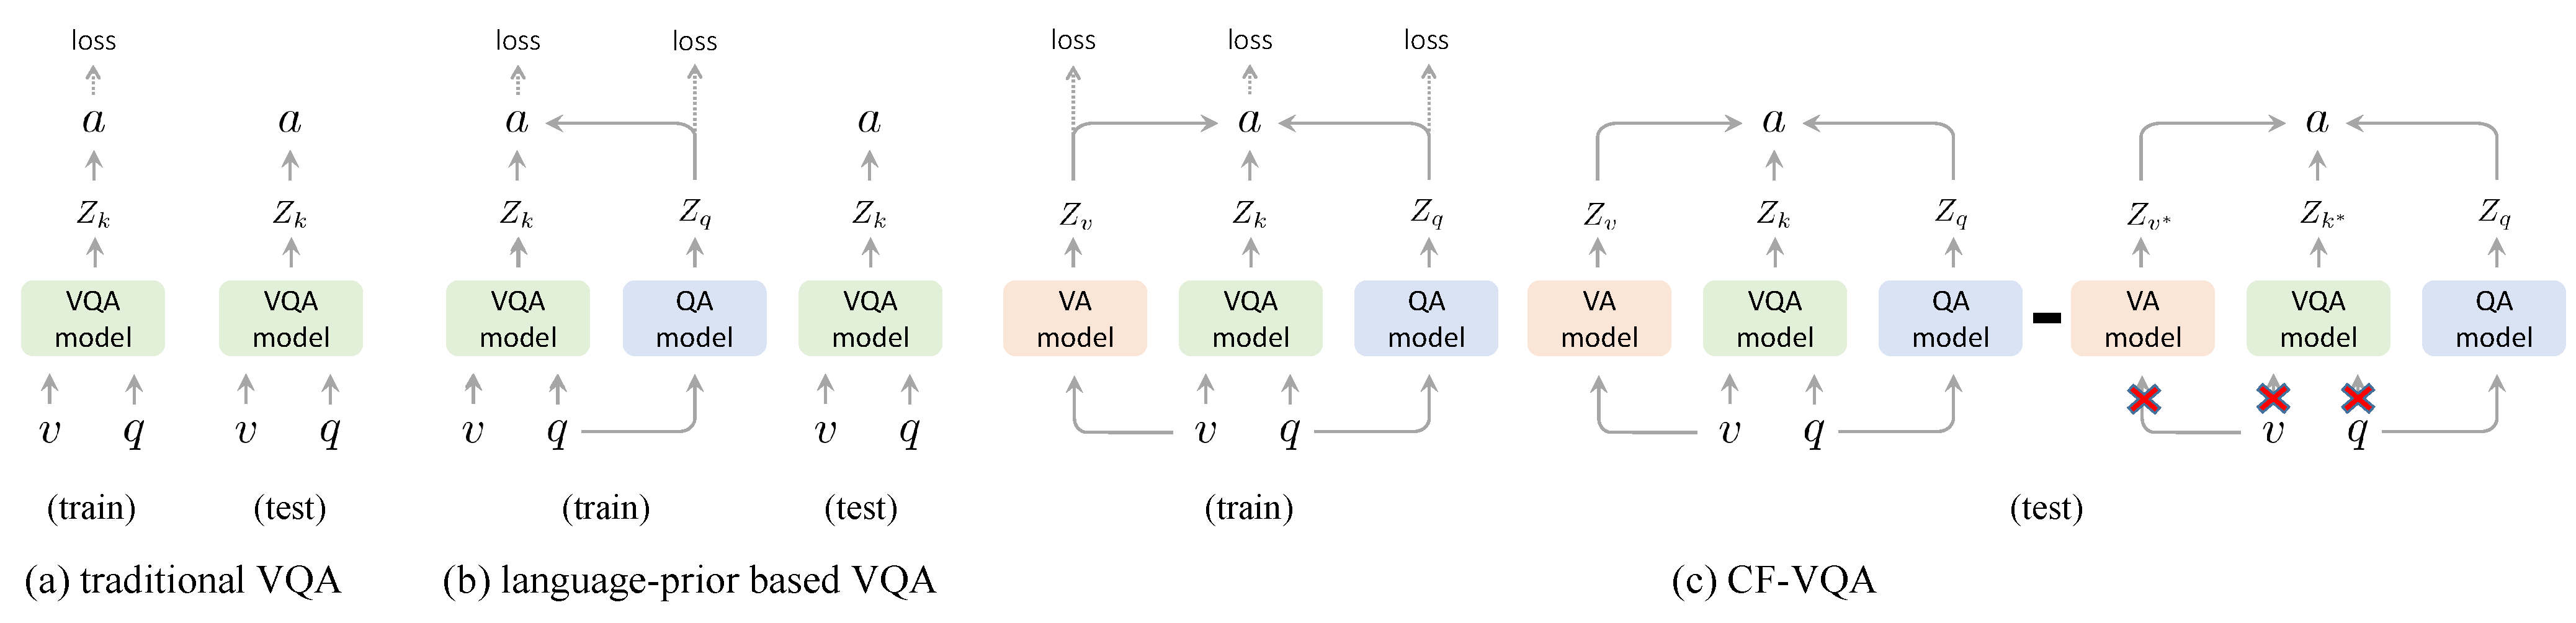 loss loss loss loss loss loss
a a a a a a a
Z_k Z_k Z_k Z_q Z_k Z_v Z_k Z_q Z_v Z_k Z_q Z_{v*} Z_{k*} Z_q
VQA model VQA model VQA model QA model VQA model VA model VQA model QA model VA model VQA model QA model - VA model VQA model QA model
v q v q v q v q v q v q v q
(train) (test) (train) (test) (train) (test)
(a) traditional VQA (b) language-prior based VQA (c) CF-VQA